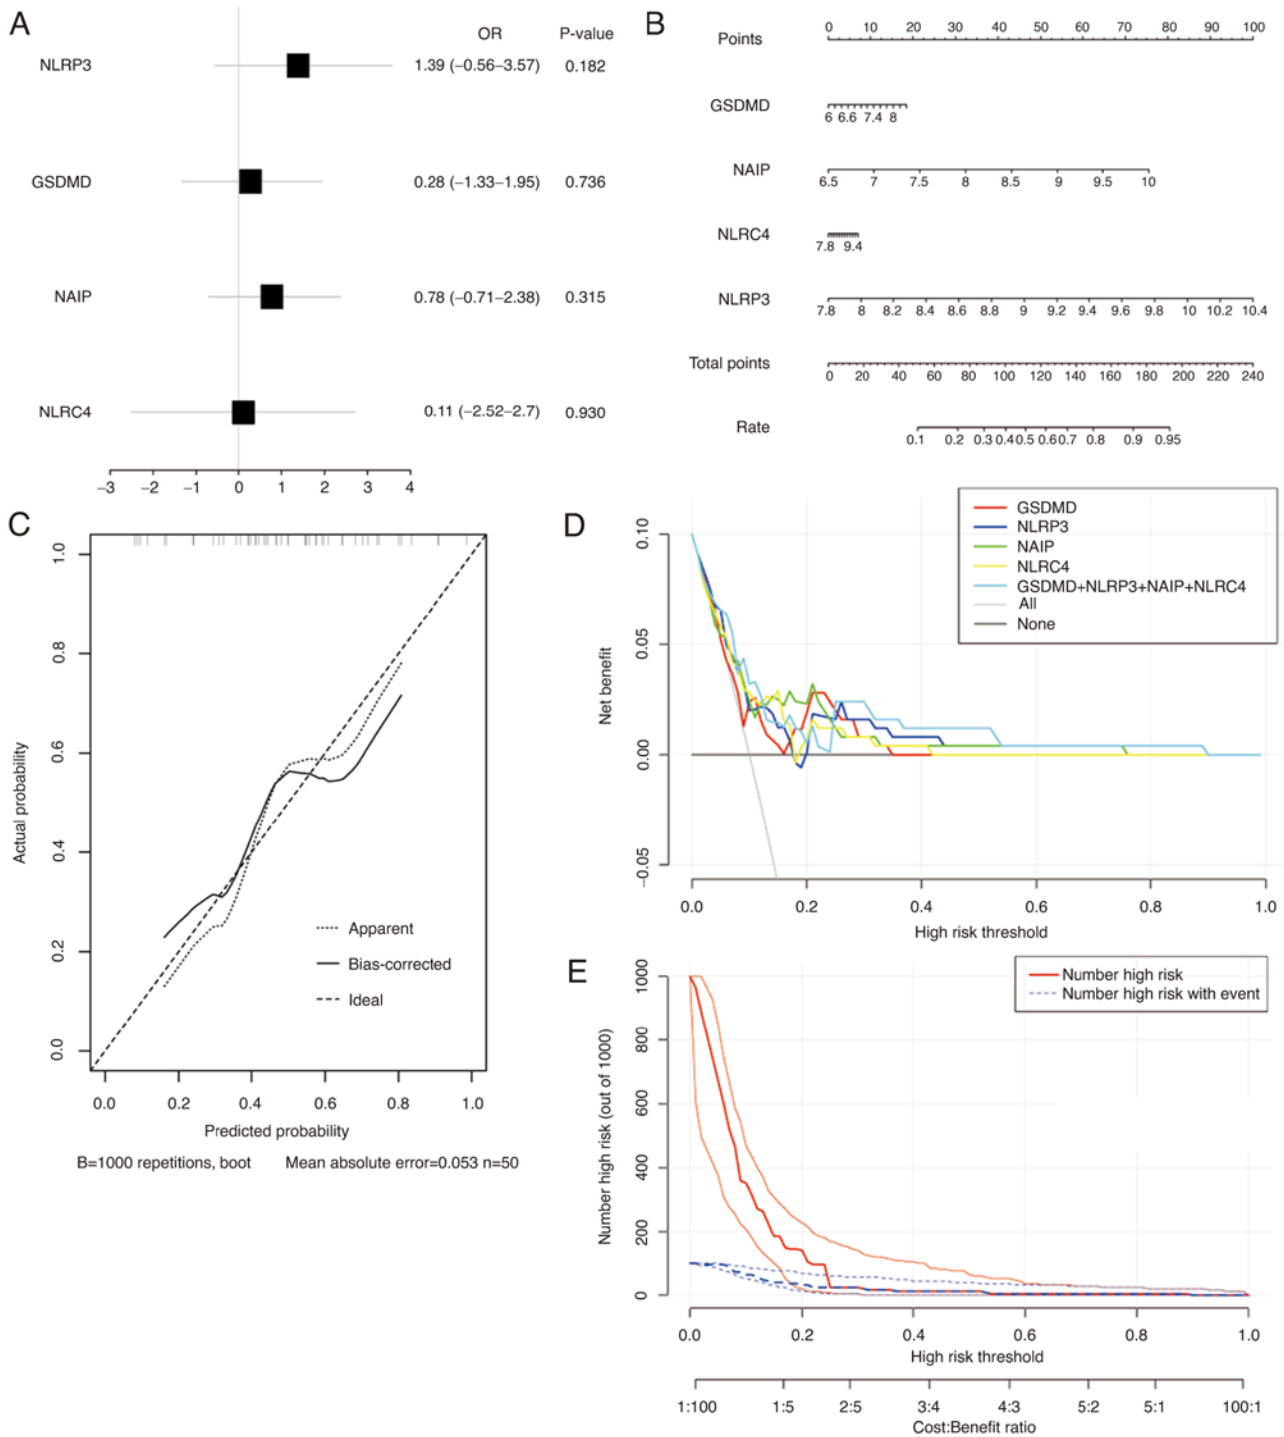 A
OR P-value
NLRP3 1.39 (−0.56–3.57) 0.182
GSDMD 0.28 (−1.33–1.95) 0.736
NAIP 0.78 (−0.71–2.38) 0.315
NLRC4 0.11 (−2.52–2.7) 0.930
−3 −2 −1 0 1 2 3 4
B
Points 0 10 20 30 40 50 60 70 80 90 100
GSDMD
6 6.6 7.4 8
NAIP
6.5 7 7.5 8 8.5 9 9.5 10
NLRC4
7.8 9.4
NLRP3
7.8 8 8.2 8.4 8.6 8.8 9 9.2 9.4 9.6 9.8 10 10.2 10.4
Total points
0 20 40 60 80 100 120 140 160 180 200 220 240
Rate
0.1 0.2 0.3 0.4 0.5 0.6 0.7 0.8 0.9 0.95
C
Actual probability
1.0
0.8
0.6
0.4
0.2
0.0
Apparent
Bias-corrected
Ideal
0.0 0.2 0.4 0.6 0.8 1.0
Predicted probability
B=1000 repetitions, boot Mean absolute error=0.053 n=50
D
GSDMD
NLRP3
NAIP
NLRC4
GSDMD+NLRP3+NAIP+NLRC4
All
None
Net benefit
0.10
0.05
0.00
−0.05
0.0 0.2 0.4 0.6 0.8 1.0
High risk threshold
E
Number high risk
Number high risk with event
Number high risk (out of 1000)
1000
800
600
400
200
0
0.0 0.2 0.4 0.6 0.8 1.0
High risk threshold
1:100 1:5 2:5 3:4 4:3 5:2 5:1 100:1
Cost:Benefit ratio